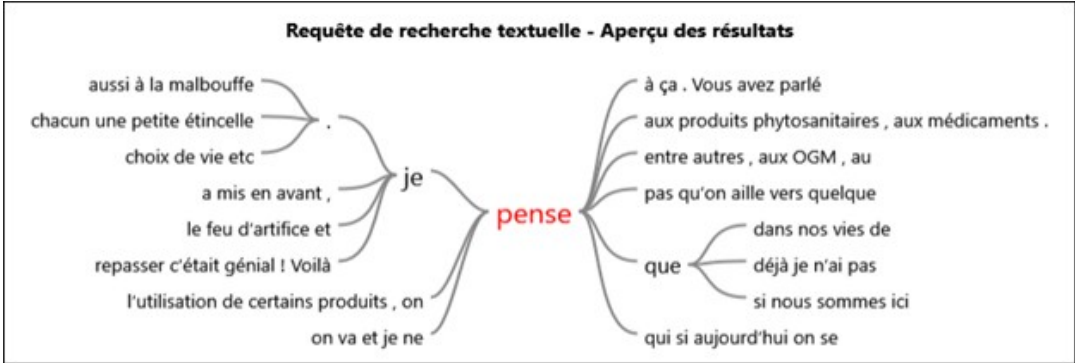 Requête de recherche textuelle - Aperçu des résultats
aussi à la malbouffe
chacun une petite étincelle
choix de vie etc
.
a mis en avant ,
le feu d'artifice et
repasser c'était génial ! Voilà
je
l'utilisation de certains produits , on
on va et je ne
pense
à ça . Vous avez parlé
aux produits phytosanitaires , aux médicaments .
entre autres , aux OGM , au
pas qu'on aille vers quelque
que
dans nos vies de
déjà je n'ai pas
si nous sommes ici
qui si aujourd'hui on se